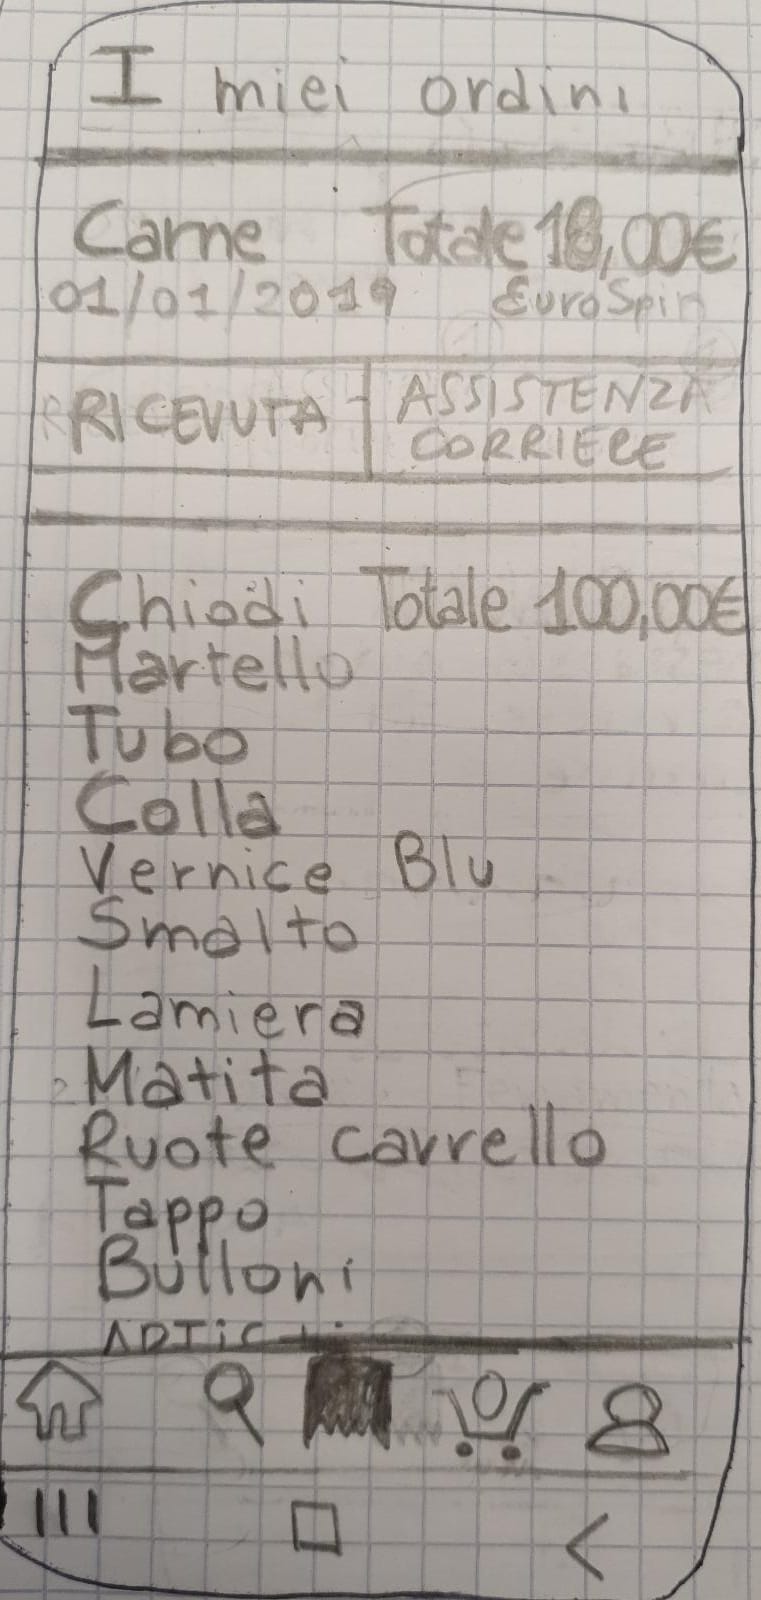 I miei ordini
Carne Totale 18,00€
01/01/2019 EuroSpin
RICEVUTA ASSISTENZA
CORRIERE
Chiodi Totale 100,00€
Martello
Tubo
Colla
Vernice Blu
Smalto
Lamiera
Matita
Ruote carrello
Tappo
Bulloni